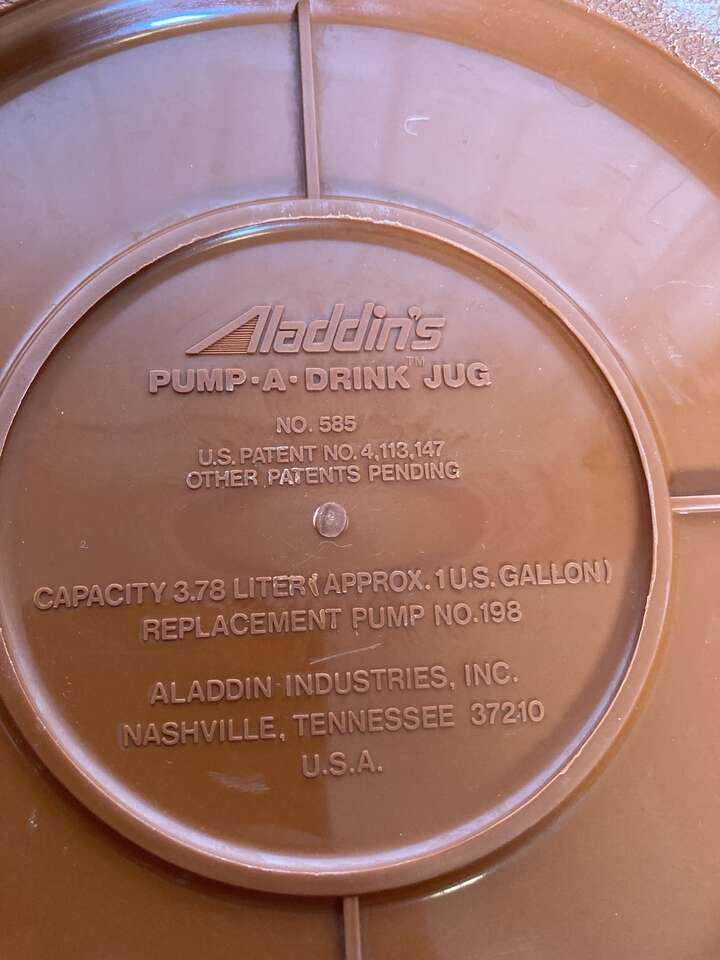 Aladdin's
PUMP·A·DRINK™ JUG
NO. 585
U.S. PATENT NO. 4,113,147
OTHER PATENTS PENDING
CAPACITY 3.78 LITER (APPROX. 1 U.S. GALLON)
REPLACEMENT PUMP NO. 198
ALADDIN INDUSTRIES, INC.
NASHVILLE, TENNESSEE 37210
U.S.A.